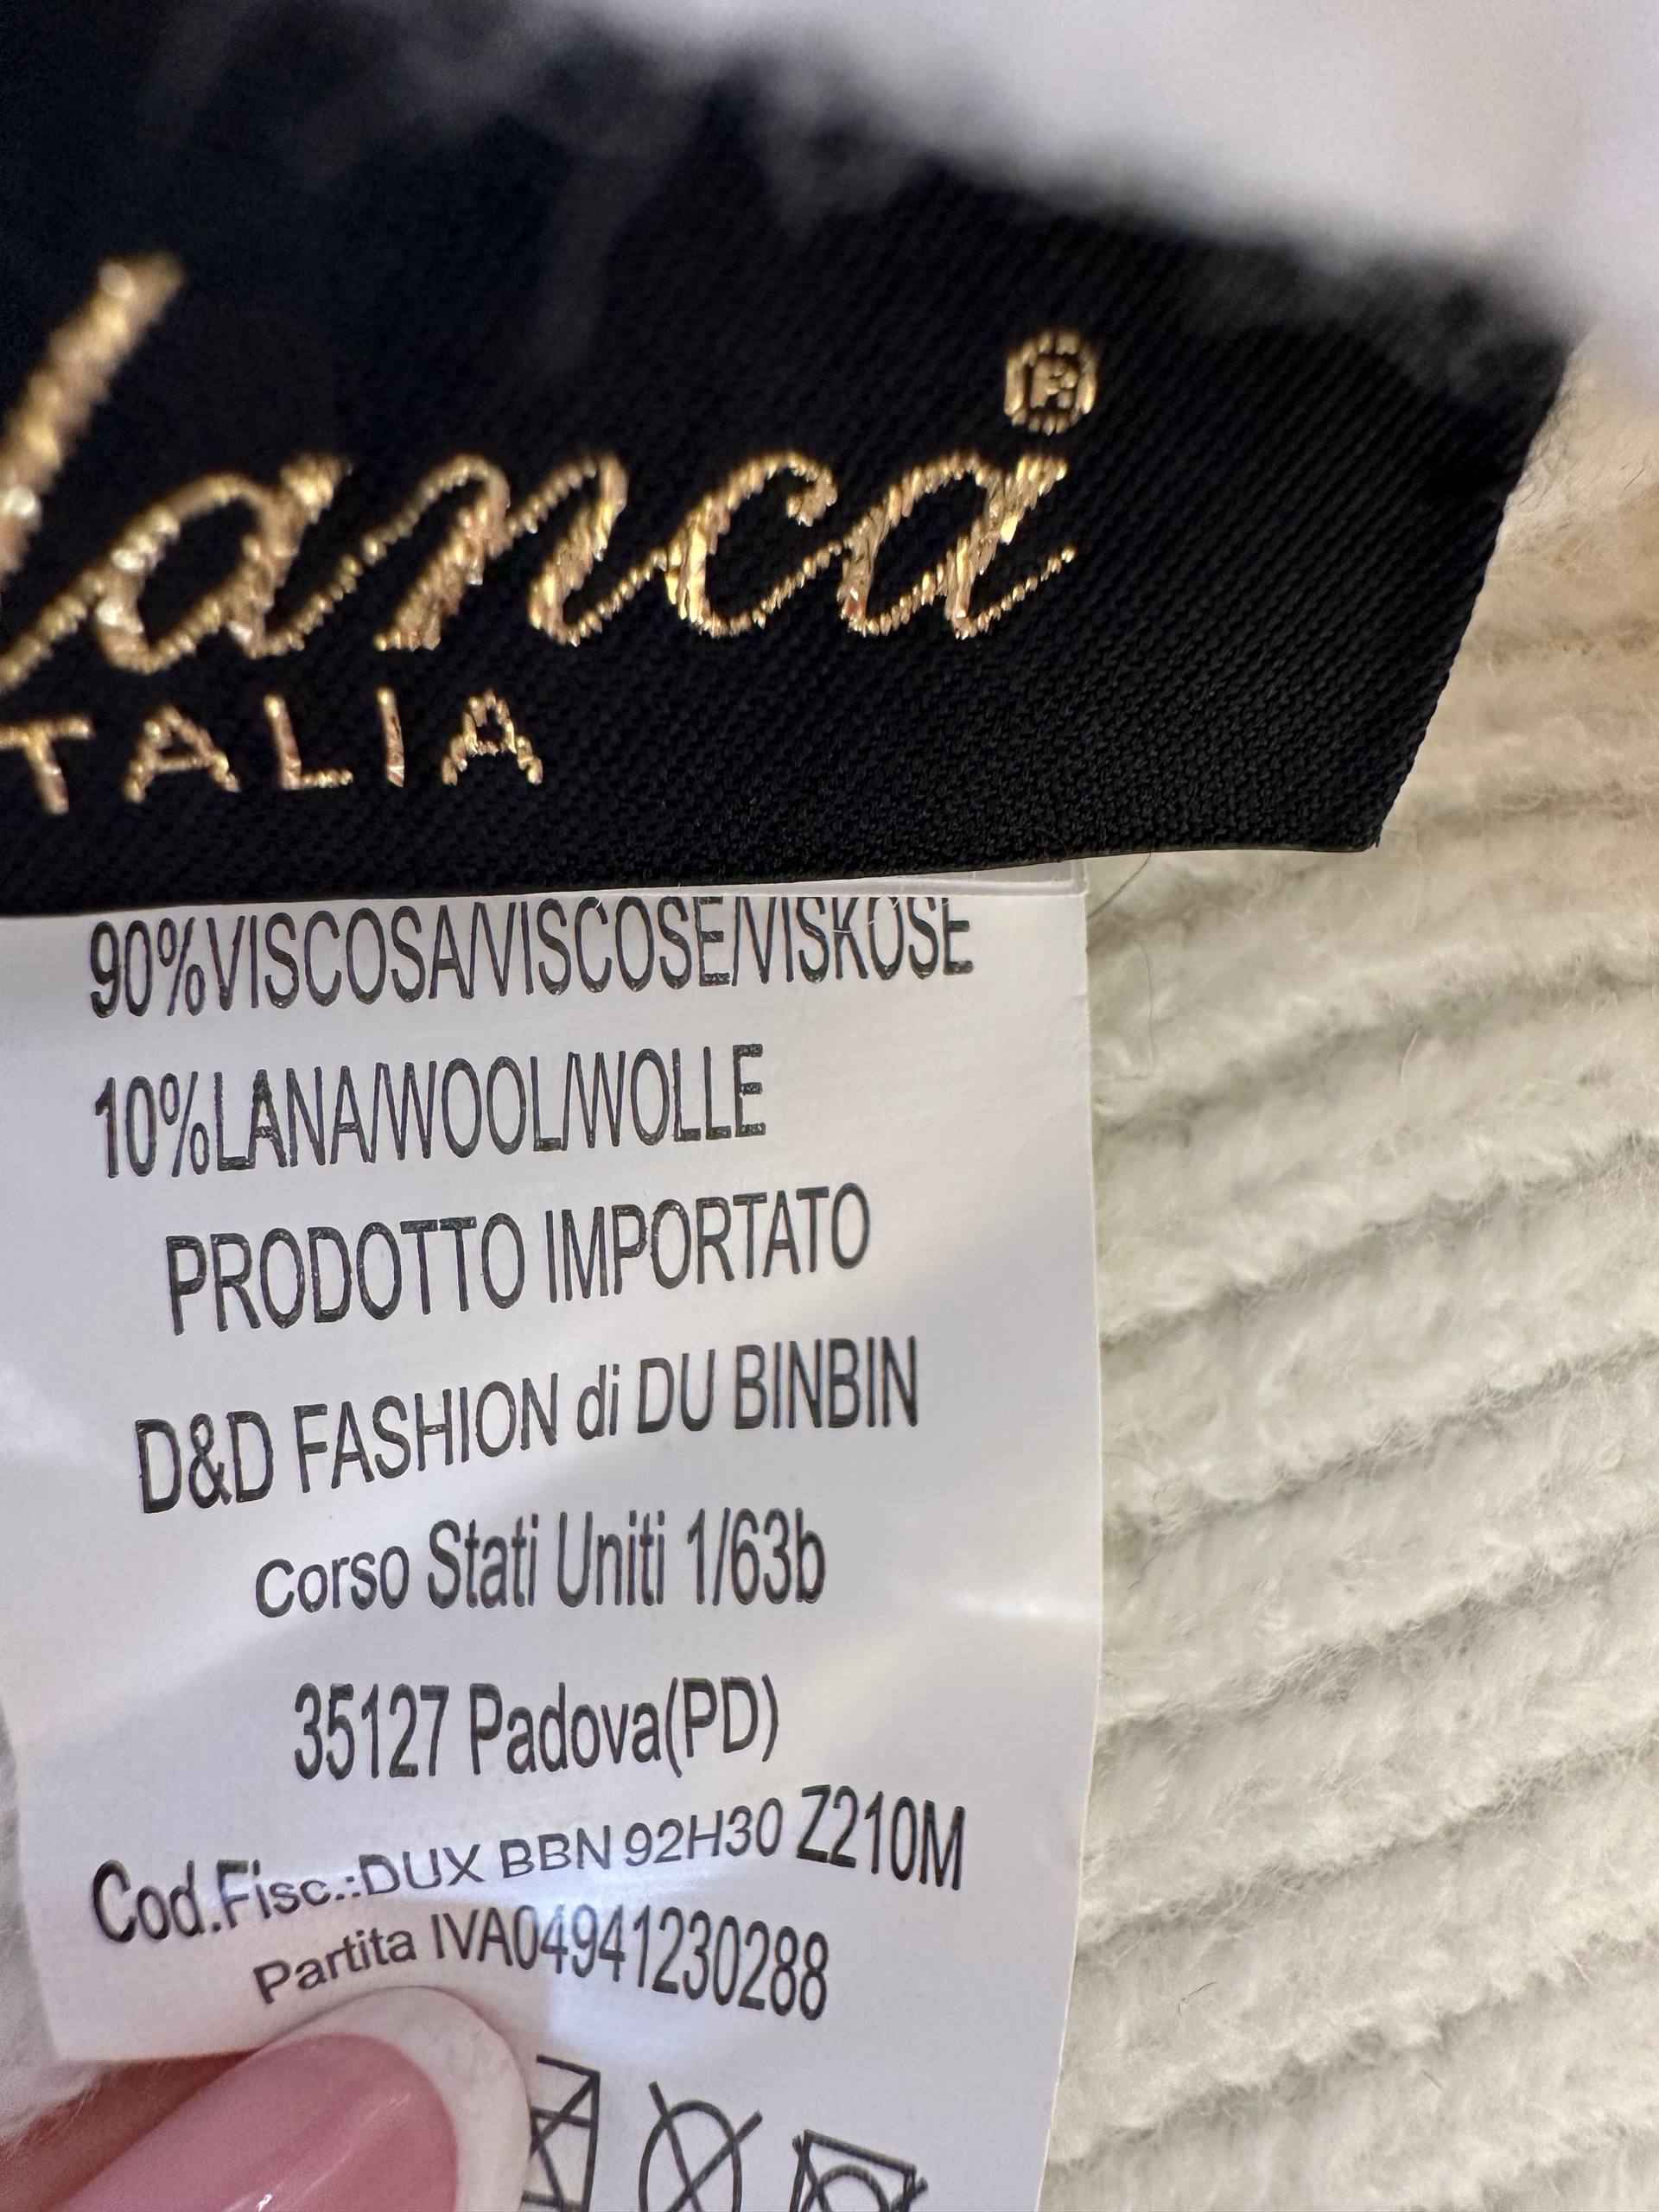 lanca®
TALIA
90%VISCOSA/VISCOSE/VISKOSE
10%LANA/WOOL/WOLLE
PRODOTTO IMPORTATO
D&D FASHION di DU BINBIN
corso Stati Uniti 1/63b
35127 Padova(PD)
Cod.Fisc.:DUX BBN 92H30 Z210M
Partita IVA04941230288